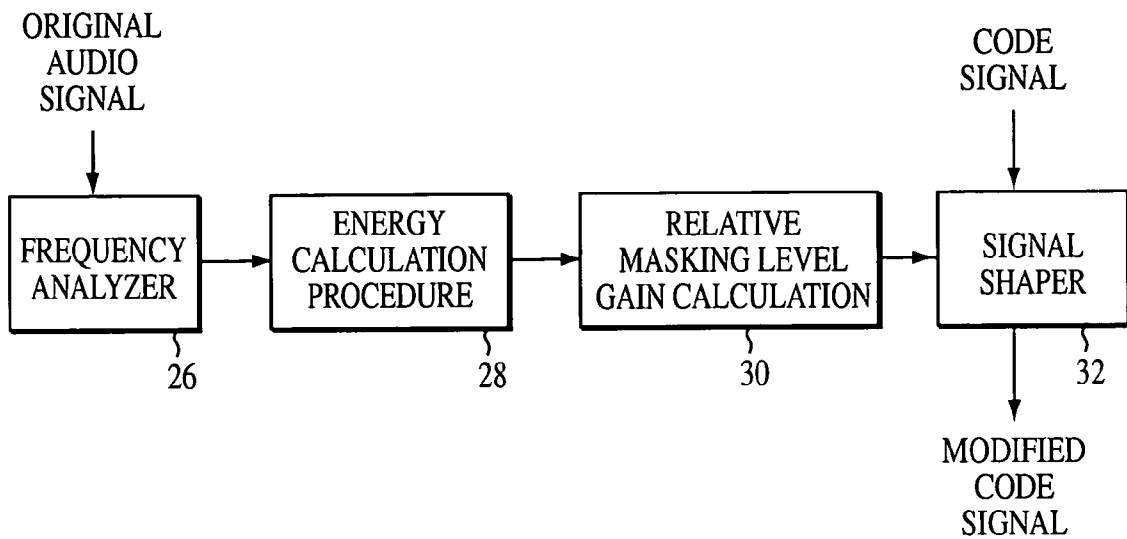 ORIGINAL
AUDIO
SIGNAL
CODE
SIGNAL
FREQUENCY
ANALYZER
ENERGY
CALCULATION
PROCEDURE
RELATIVE
MASKING LEVEL
GAIN CALCULATION
SIGNAL
SHAPER
26
28
30
32
MODIFIED
CODE
SIGNAL